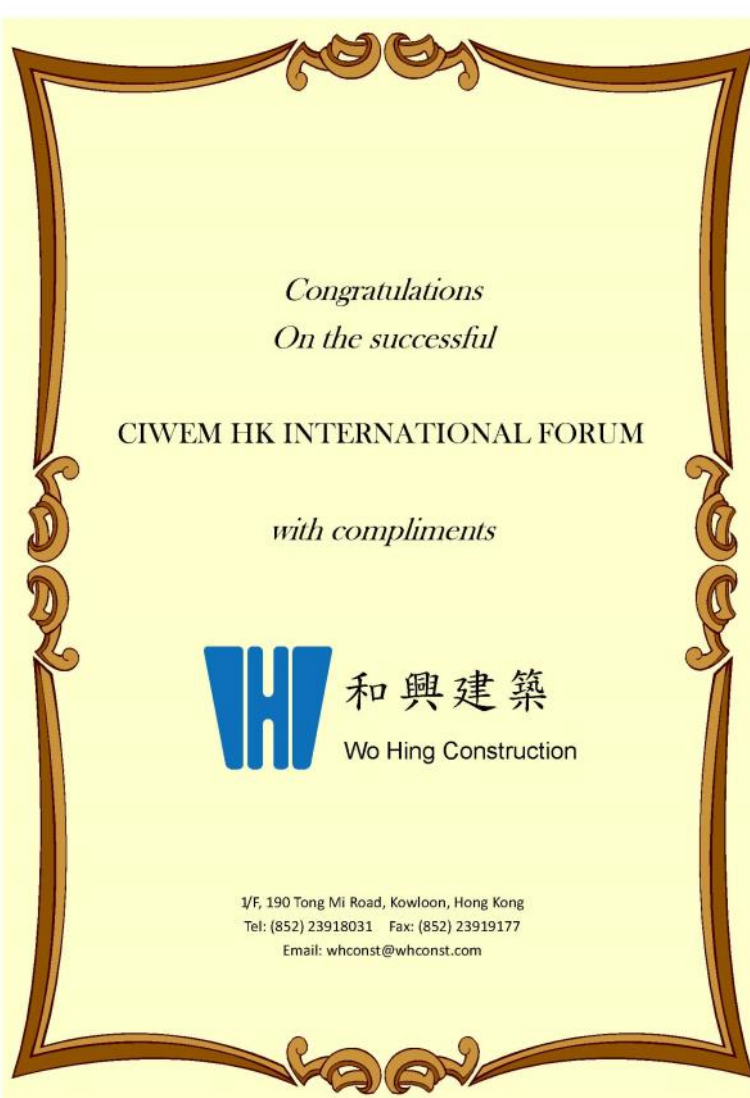 Congratulations
On the successful
CIWEM HK INTERNATIONAL FORUM
with compliments
WH
和興建築
Wo Hing Construction
1/F, 190 Tong Mi Road, Kowloon, Hong Kong
Tel: (852) 23918031 Fax: (852) 23919177
Email: whconst@whconst.com